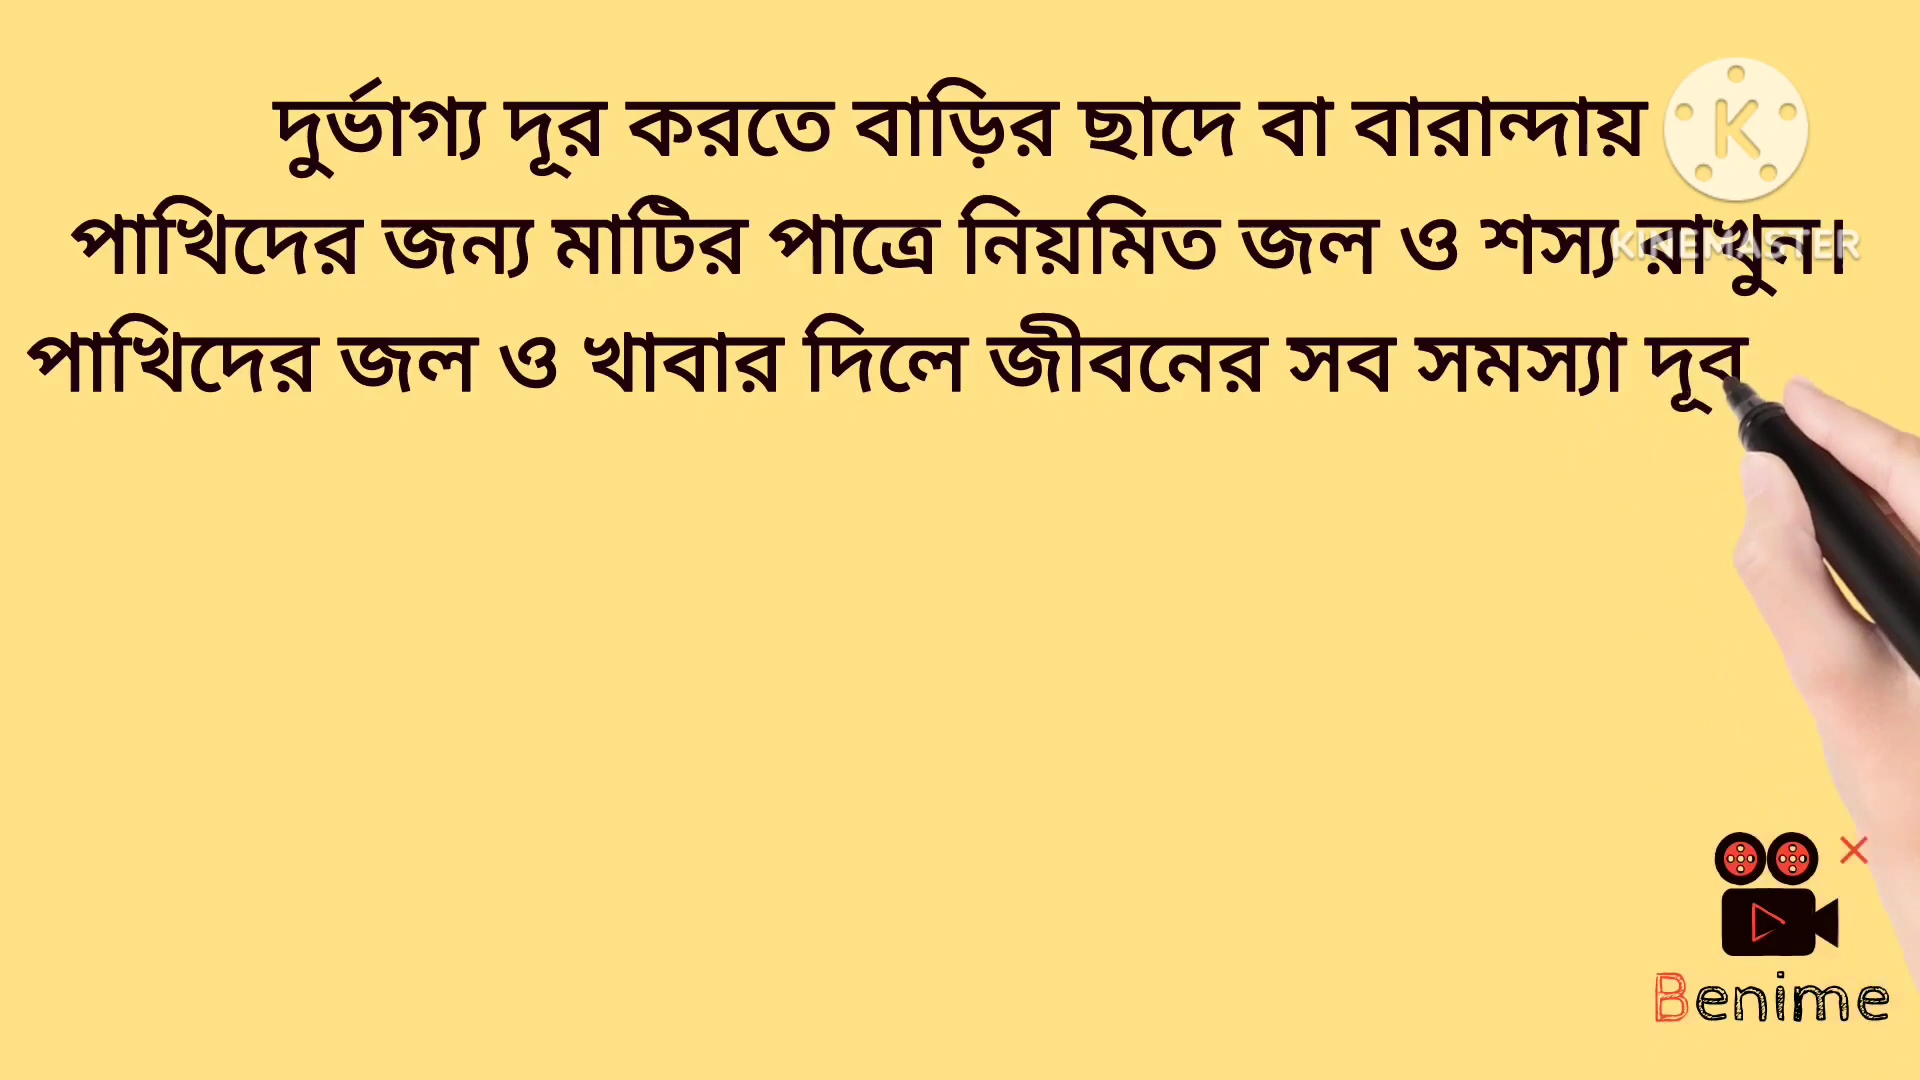 দুর্ভাগ্য দূর করতে বাড়ির ছাদে বা বারান্দায়
পাখিদের জন্য মাটির পাত্রে নিয়মিত জল ও শস্য রাখুন।
পাখিদের জল ও খাবার দিলে জীবনের সব সমস্যা দূর
K
KINEMASTER
Benime